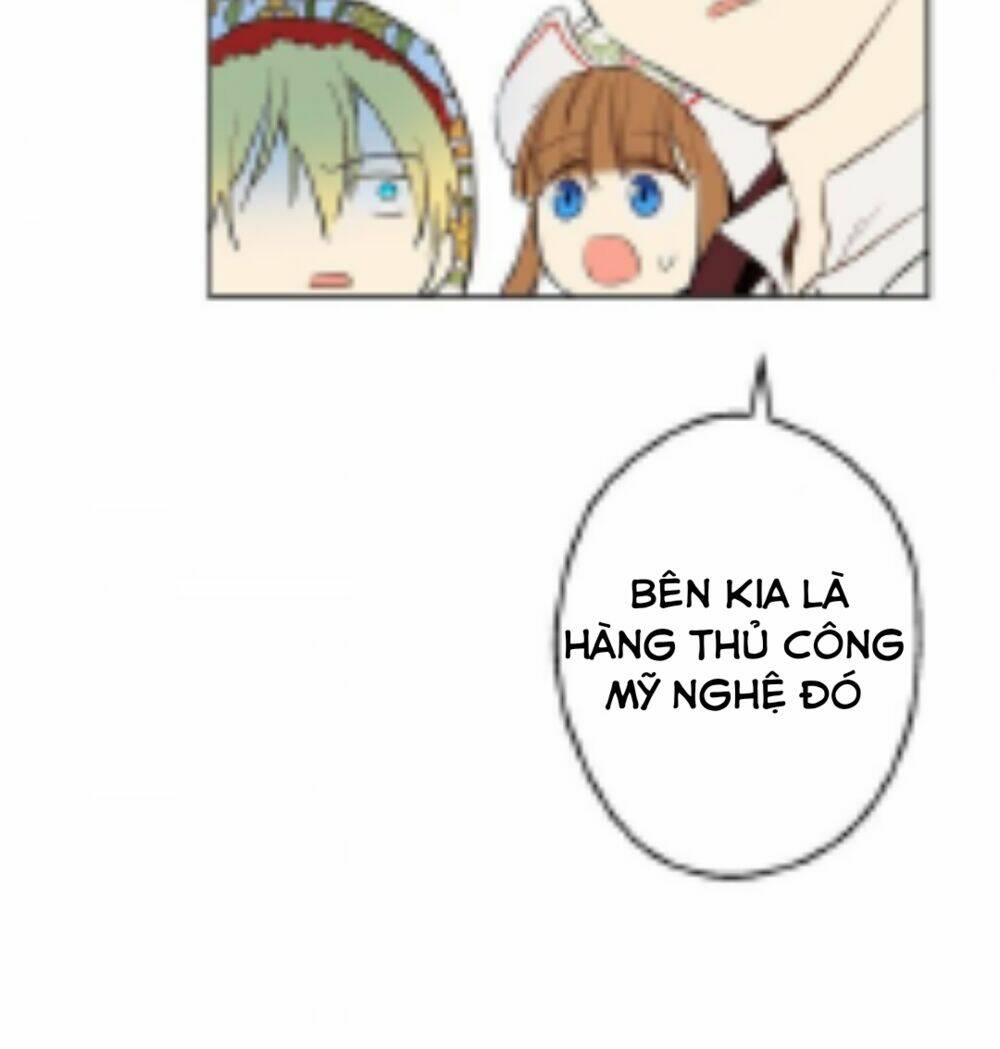 BÊN KIA LÀ
HÀNG THỦ CÔNG
MỸ NGHỆ ĐÓ